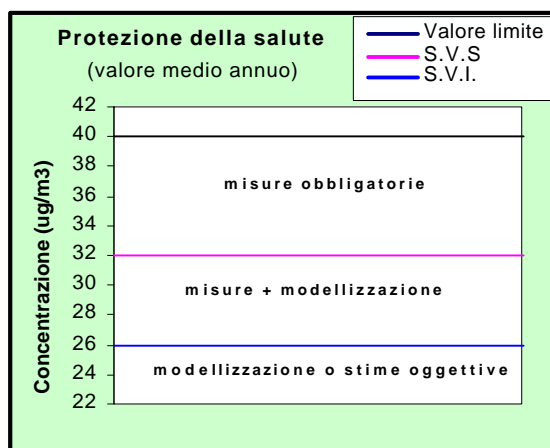 Protezione della salute
(valore medio annuo)
Valore limite
S.V.S
S.V.I.
Concentrazione (ug/m3)
42
40
38
36
34
32
30
28
26
24
22
misure obbligatorie
misure + modellizzazione
modellizzazione o stime oggettive